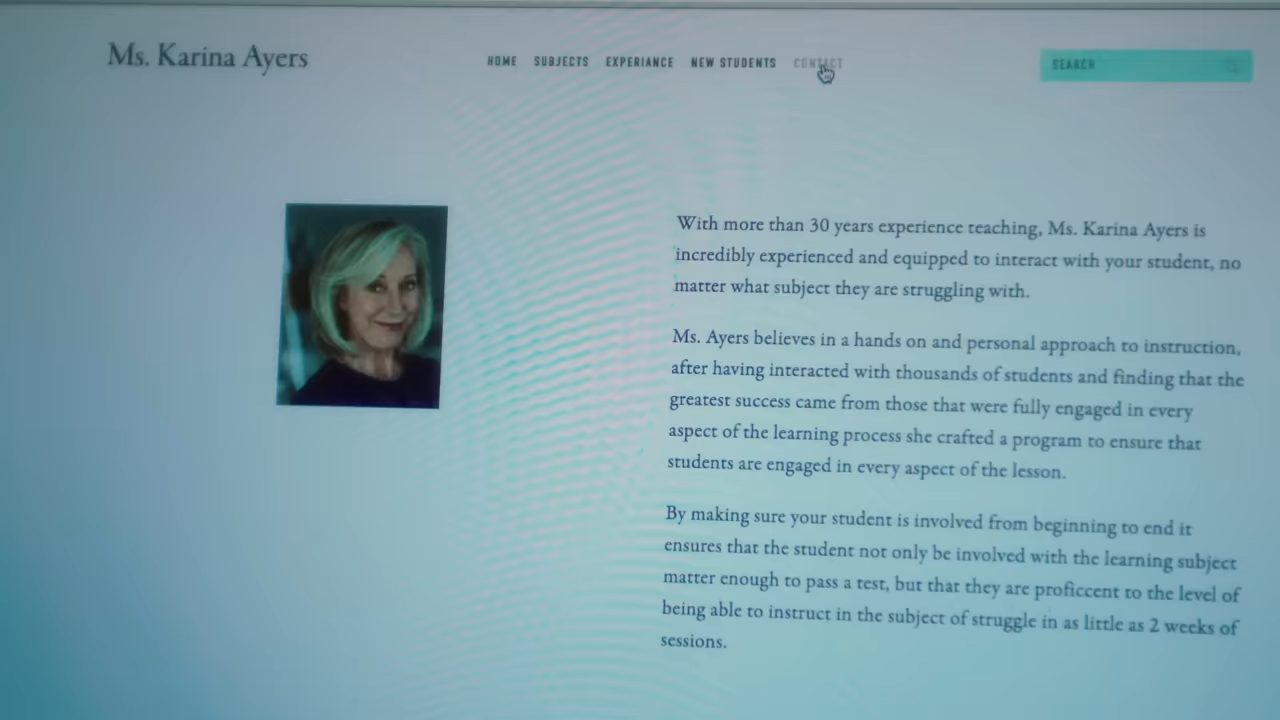 Ms. Karina Ayers
HOME SUBJECTS EXPERIANCE NEW STUDENTS CONTACT
SEARCH
With more than 30 years experience teaching, Ms. Karina Ayers is
incredibly experienced and equipped to interact with your student, no
matter what subject they are struggling with.
Ms. Ayers believes in a hands on and personal approach to instruction,
after having interacted with thousands of students and finding that the
greatest success came from those that were fully engaged in every
aspect of the learning process she crafted a program to ensure that
students are engaged in every aspect of the lesson.
By making sure your student is involved from beginning to end it
ensures that the student not only be involved with the learning subject
matter enough to pass a test, but that they are proficcent to the level of
being able to instruct in the subject of struggle in as little as 2 weeks of
sessions.